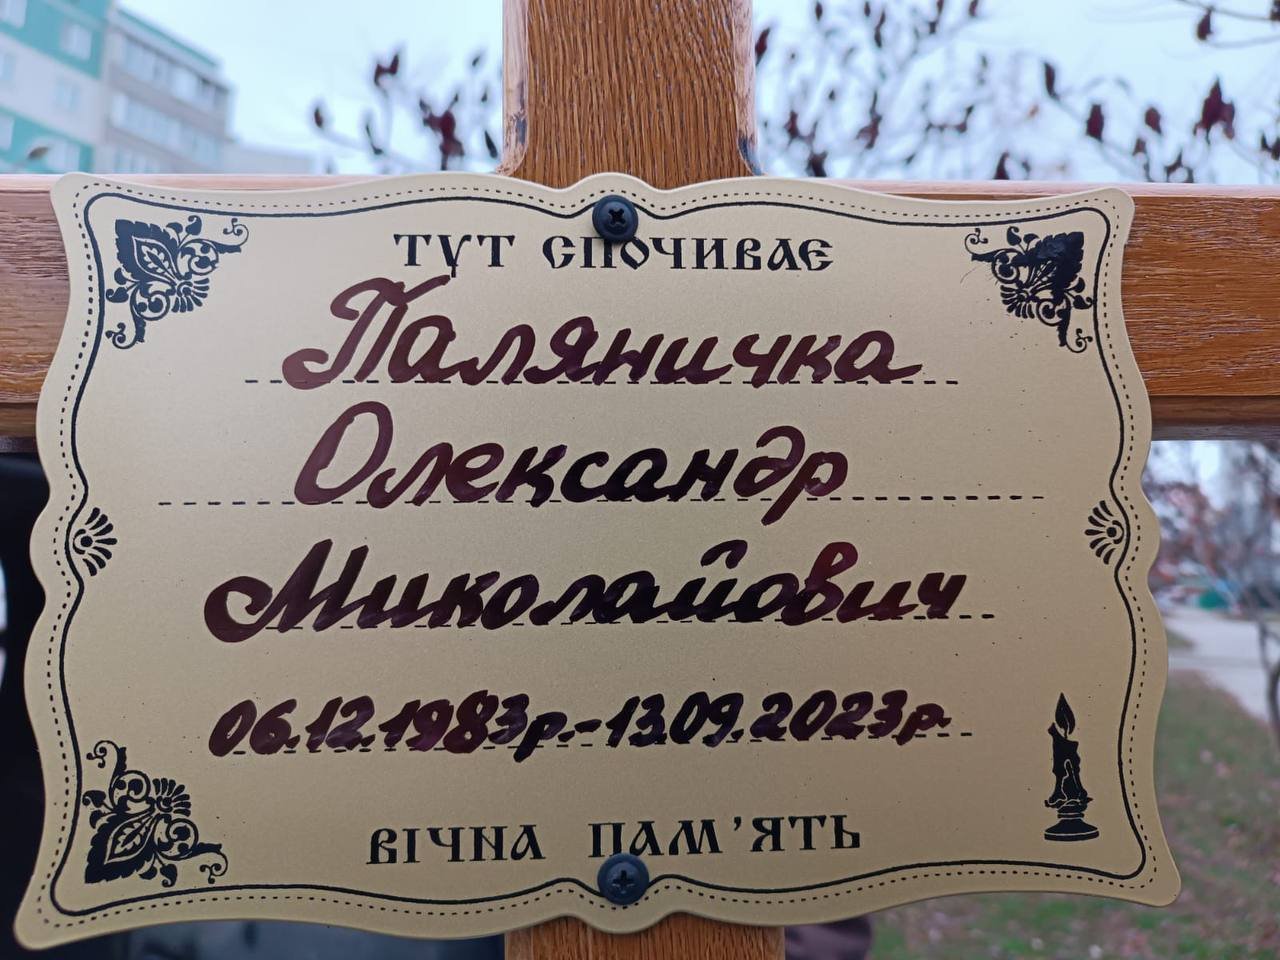 ТУТ СПОЧИВАЄ
Паляничка
Олександр
Миколайович
06.12.1983р.-13.09.2023р.
ВІЧНА ПАМ'ЯТЬ